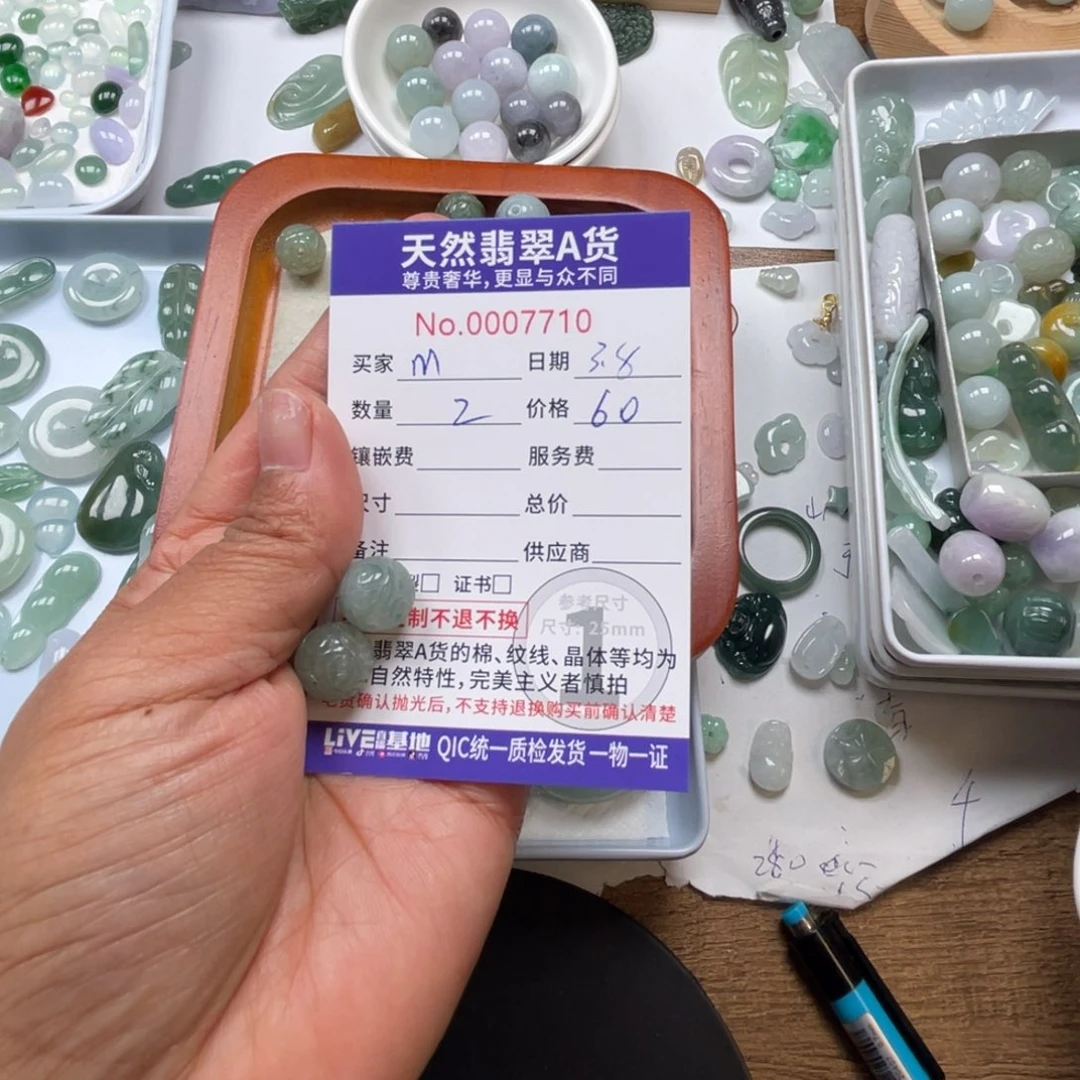 天然翡翠A货
尊贵奢华,更显与众不同
No.0007710
买家 M 日期 3.8
数量 2 价格 60
镶嵌费 服务费
尺寸 总价
备注 供应商
□ 证书□
参考尺寸
尺寸: 25mm
1
制不退不换
翡翠A货的棉、纹线、晶体等均为
自然特性,完美主义者慎拍
确认抛光后,不支持退换购买前确认清楚
LiVE 基地 QIC统一质检发货一物一证
4
280